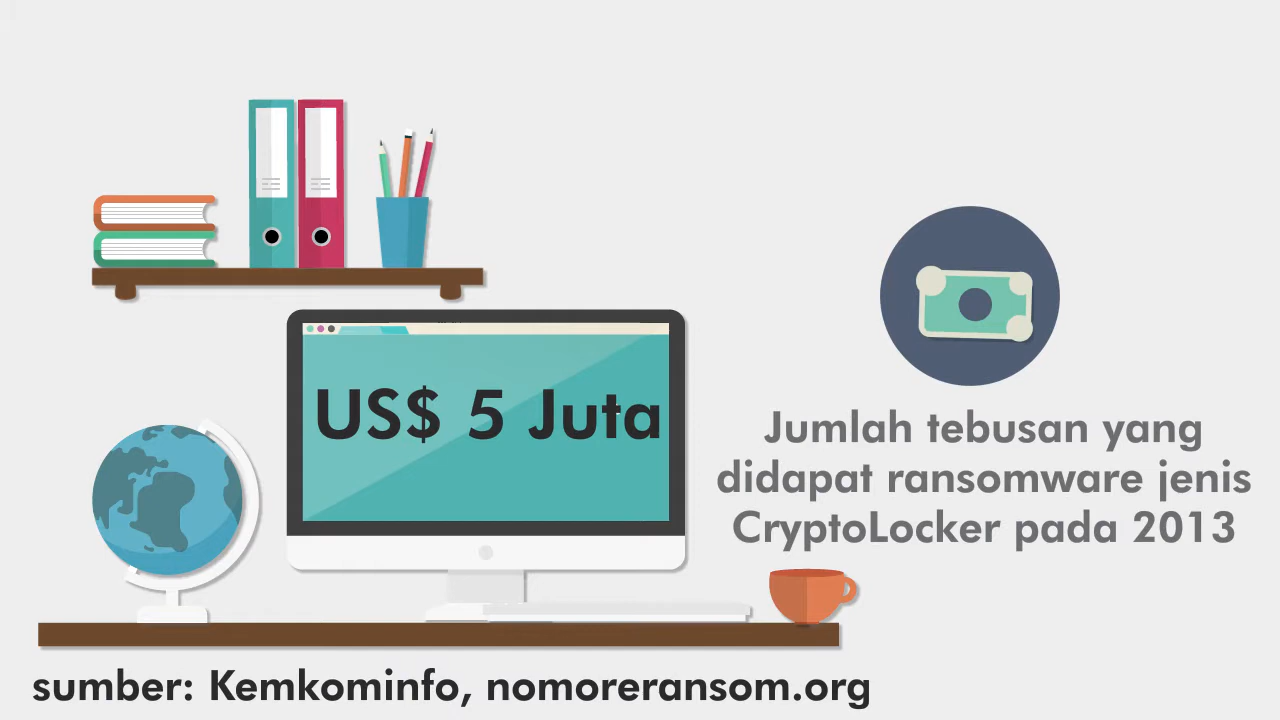 US$ 5 Juta
Jumlah tebusan yang
didapat ransomware jenis
CryptoLocker pada 2013
sumber: Kemkominfo, nomoreransom.org